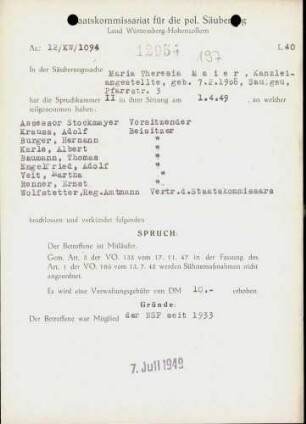 Staatskommissariat für die pol. Säuberung
Land Württemberg-Hohenzollern
Az: 12/KV/1094
12054
197
L 40
In der Säuberungssache Maria Theresia Maier, Kanzlei-
angestellte, geb. 7.2.1908, Saulgau,
Pfarrstr. 3
hat die Spruchkammer II in ihrer Sitzung am 1.4.49 , an welcher
teilgenommen haben:
Assessor Stockmayer Vorsitzender
Krauss, Adolf Beisitzer
Burger, Hermann "
Karle, Albert "
Baumann, Thomas "
Engelfried, Adolf "
Veit, Martha "
Renner, Ernst "
Wolfstetter, Reg.Amtmann Vertr.d.Staatskommissars
beschlossen und verkündet folgenden
SPRUCH:
Der Betroffene ist Mitläufer.
Gem. Art. 3 der VO. 133 vom 17. 11. 47 in der Fassung des
Art. 1 der VO. 165 vom 13. 7. 48 werden Sühnemaßnahmen nicht
angeordnet.
Es wird eine Verwaltungsgebühr von DM 10.- erhoben.
Gründe:
Der Betroffene war Mitglied der NSF seit 1933
7. Juli 1949